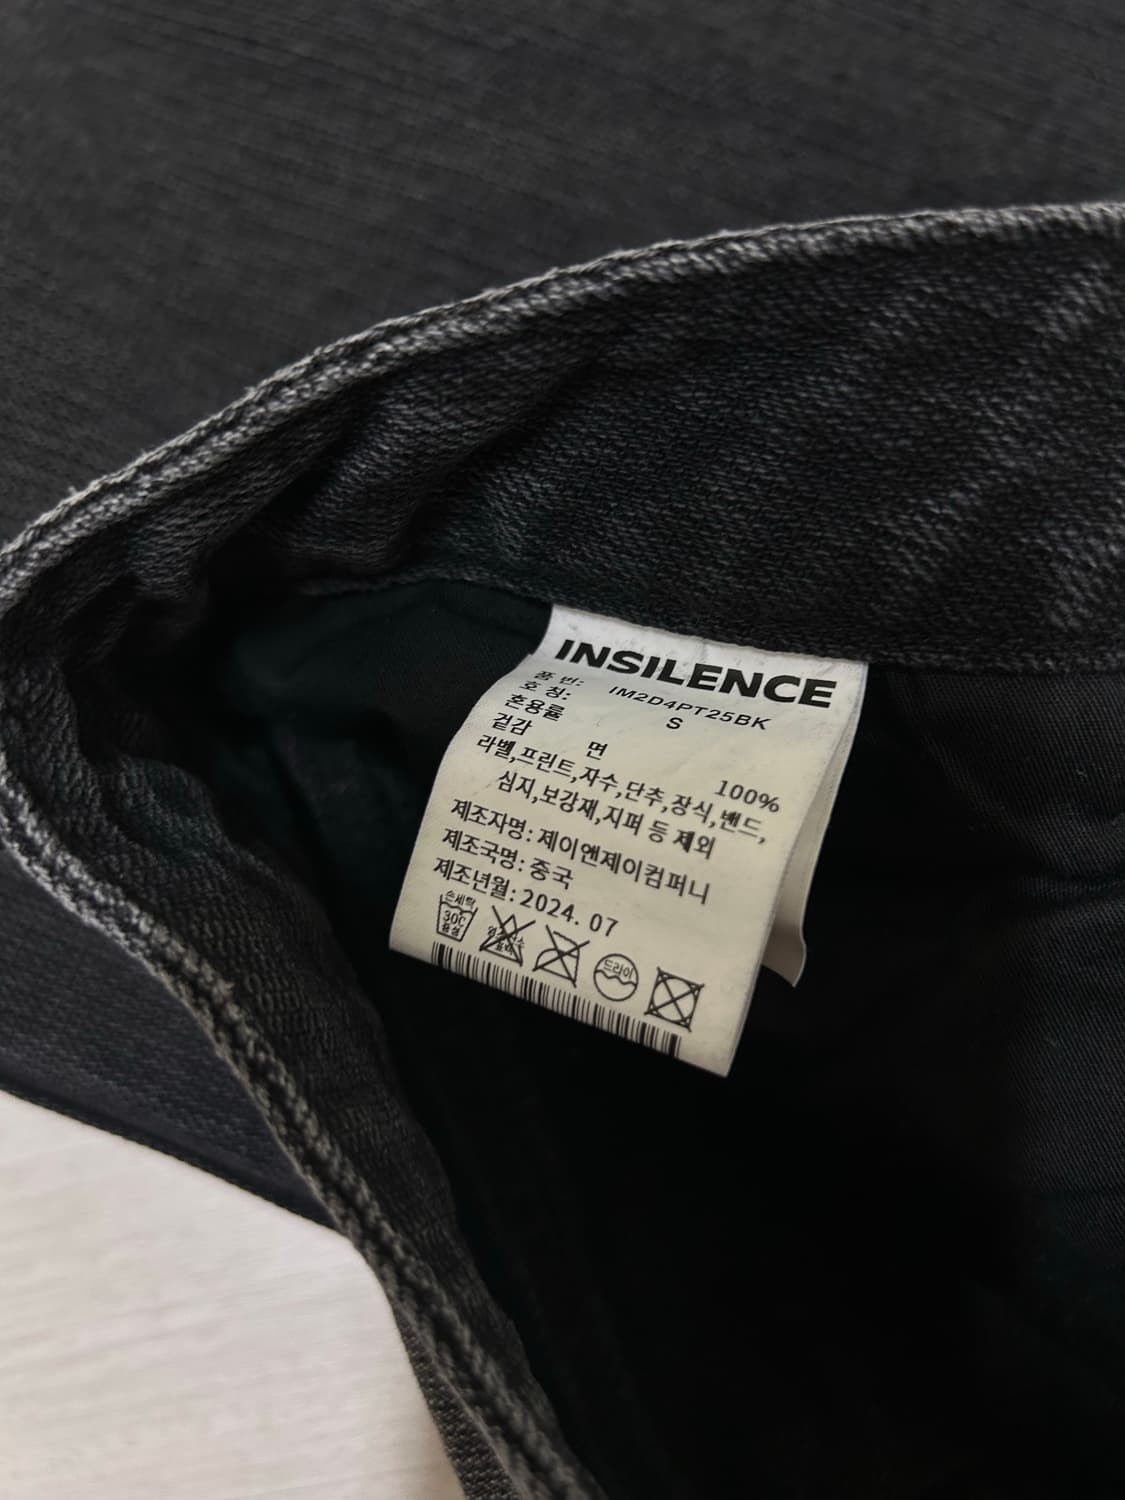 INSILENCE
품 번: IM2D4PT25BK
호 칭: S
혼용률
겉감 면 100%
라벨,프린트,자수,단추,장식,밴드,
심지,보강재,지퍼 등 제외
제조자명: 제이앤제이컴퍼니
제조국명: 중국
제조년월: 2024. 07
손세탁
30℃
중성
드라이